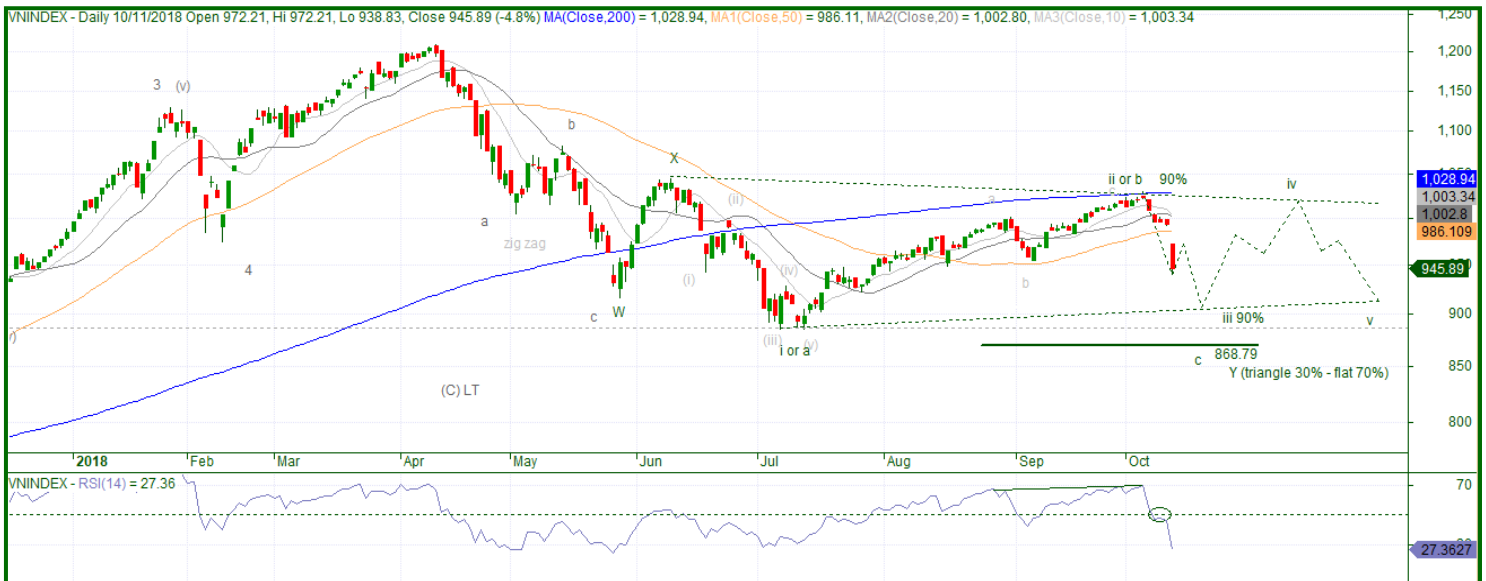 VNINDEX - Daily 10/11/2018 Open 972.21, Hi 972.21, Lo 938.83, Close 945.89 (-4.8%) MA(Close,200) = 1,028.94, MA1(Close,50) = 986.11, MA2(Close,20) = 1,002.80, MA3(Close,10) = 1,003.34
1,250
1,200
1,150
1,100
1,028.94
1,003.34
1,002.8
986.109
945.89
900
850
800
3 (v)
4
a
b
zig zag
c
W
X
(i)
(ii)
(iii)
(iv)
(v)
i or a
a
b
c
ii or b 90%
iv
iii 90%
v
c 868.79
Y (triangle 30% - flat 70%)
(C) LT
2018 Feb Mar Apr May Jun Jul Aug Sep Oct
VNINDEX - RSI(14) = 27.36
70
27.3627